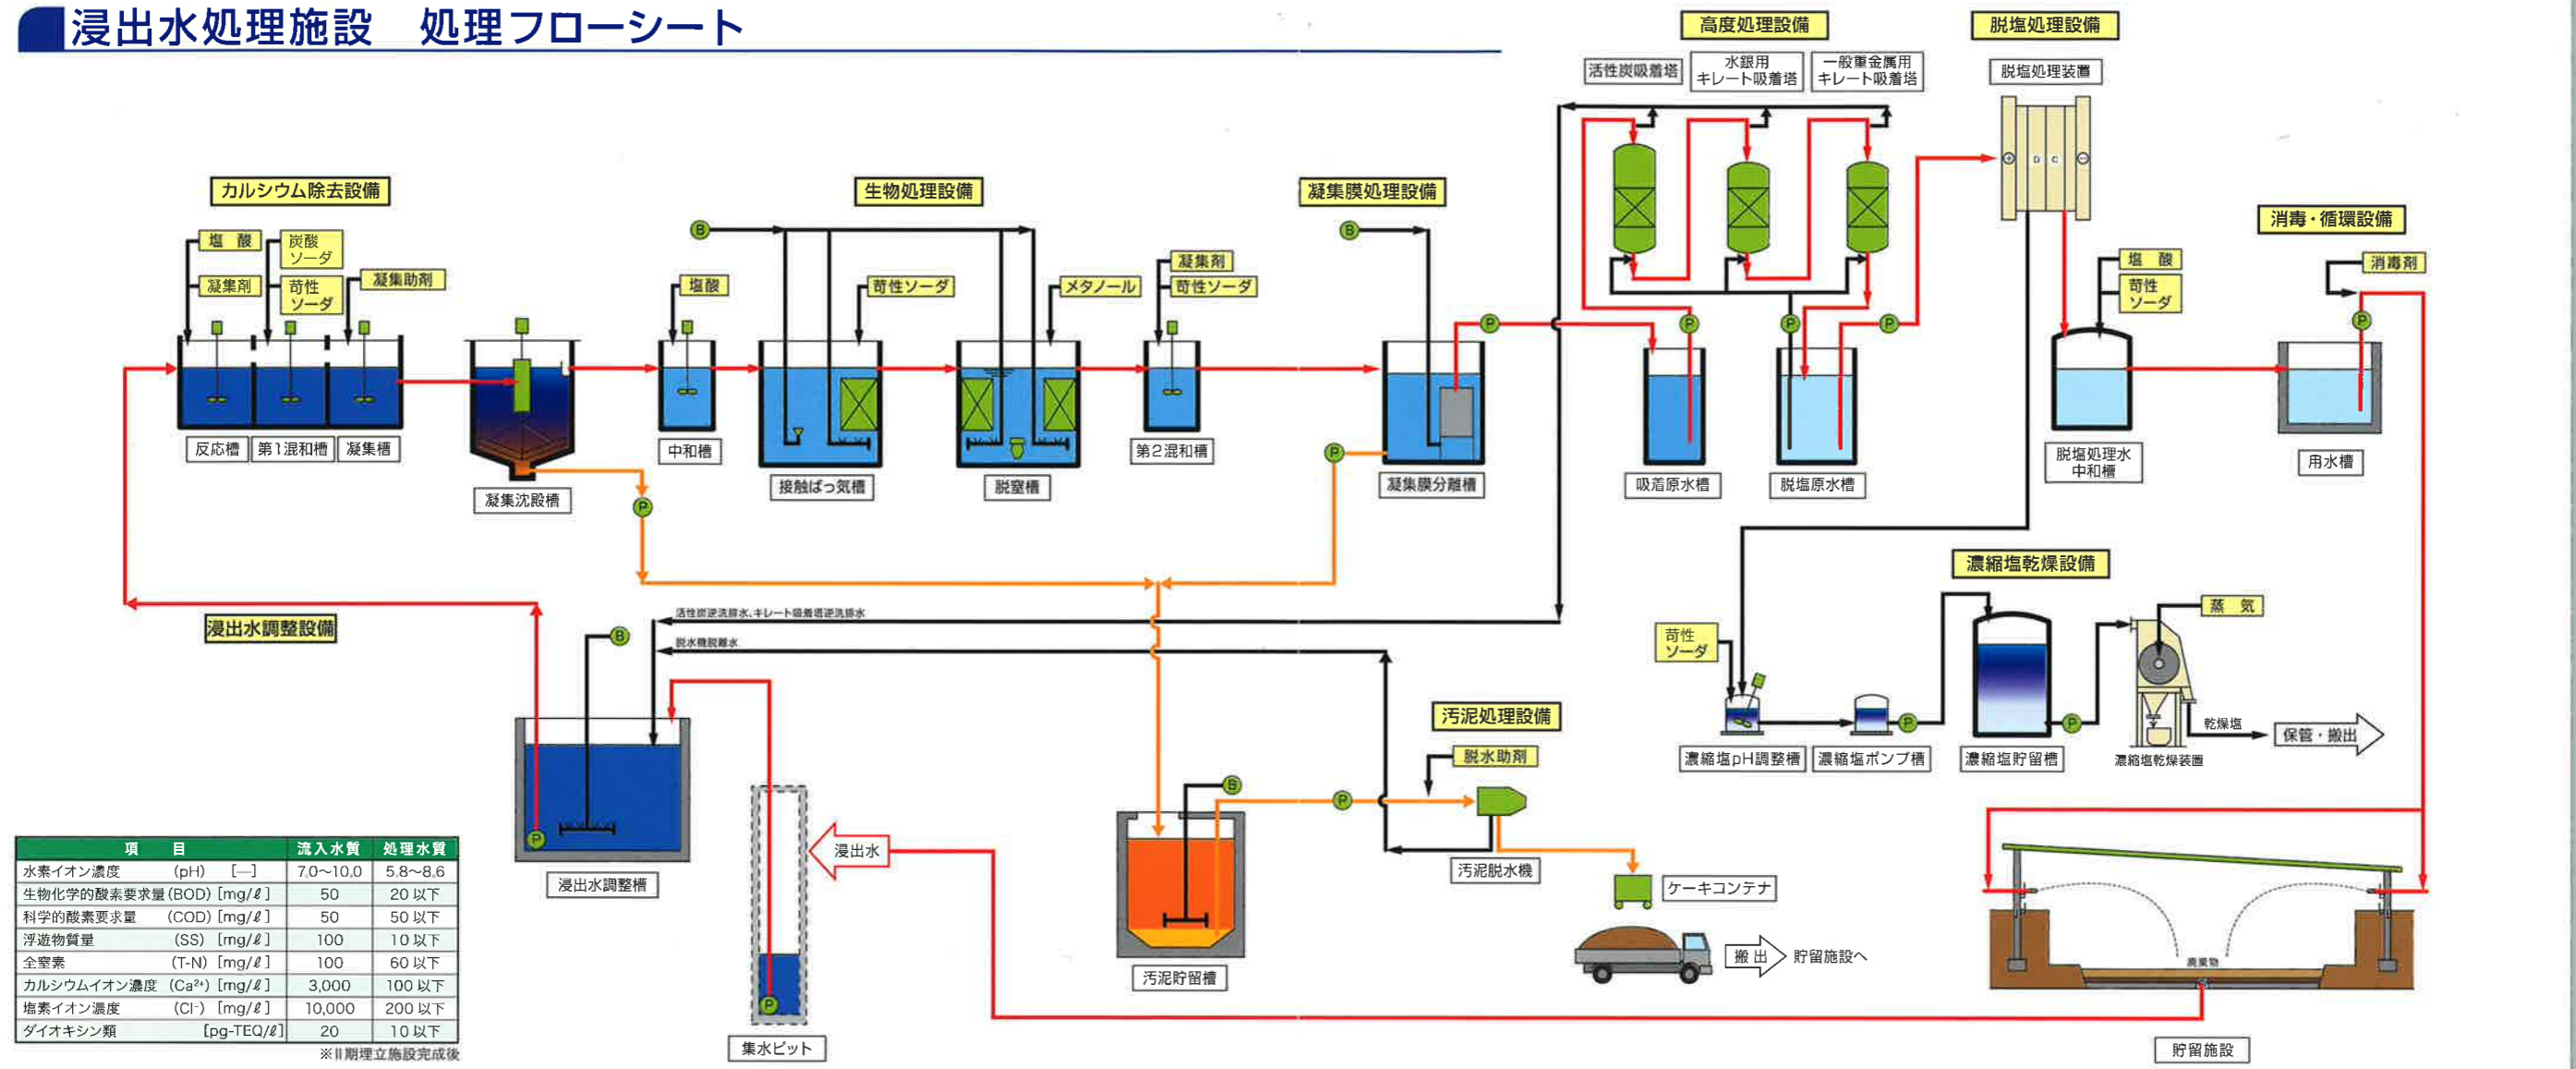 浸出水処理施設　処理フローシート
高度処理設備
脱塩処理設備
活性炭吸着塔
水銀用
キレート吸着塔
一般重金属用
キレート吸着塔
脱塩処理装置
D C
カルシウム除去設備
生物処理設備
凝集膜処理設備
消毒・循環設備
塩　酸
凝集剤
炭酸
ソーダ
苛性
ソーダ
凝集助剤
塩酸
B
苛性ソーダ
メタノール
凝集剤
苛性ソーダ
B
塩　酸
苛性
ソーダ
消毒剤
P
P
P
P
P
反応槽
第1混和槽
凝集槽
凝集沈殿槽
P
中和槽
接触ばっ気槽
脱窒槽
第2混和槽
P
凝集膜分離槽
吸着原水槽
脱塩原水槽
脱塩処理水
中和槽
用水槽
浸出水調整設備
活性炭逆洗排水、キレート吸着塔逆洗排水
脱水機脱離水
B
P
浸出水調整槽
濃縮塩乾燥設備
蒸　気
苛性
ソーダ
P
P
濃縮塩pH調整槽
濃縮塩ポンプ槽
濃縮塩貯留槽
濃縮塩乾燥装置
乾燥塩
保管・搬出
汚泥処理設備
脱水助剤
B
P
汚泥脱水機
ケーキコンテナ
搬 出
貯留施設へ
汚泥貯留槽
浸出水
P
集水ピット
廃棄物
貯留施設
項　目　流入水質　処理水質
水素イオン濃度　(pH)　[―]　7.0～10.0　5.8～8.6
生物化学的酸素要求量(BOD) [mg/ℓ]　50　20 以下
科学的酸素要求量　(COD) [mg/ℓ]　50　50 以下
浮遊物質量　(SS) [mg/ℓ]　100　10 以下
全窒素　(T-N) [mg/ℓ]　100　60 以下
カルシウムイオン濃度　(Ca²⁺) [mg/ℓ]　3,000　100 以下
塩素イオン濃度　(Cl⁻) [mg/ℓ]　10,000　200 以下
ダイオキシン類　[pg-TEQ/ℓ]　20　10 以下
※Ⅱ期埋立施設完成後